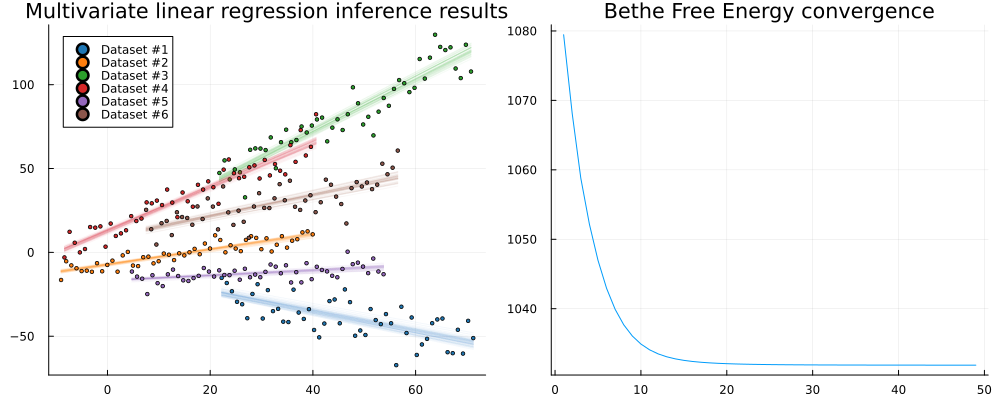 Multivariate linear regression inference results
Dataset #1
Dataset #2
Dataset #3
Dataset #4
Dataset #5
Dataset #6
100
50
0
−50
0
20
40
60
Bethe Free Energy convergence
1080
1070
1060
1050
1040
0
10
20
30
40
50